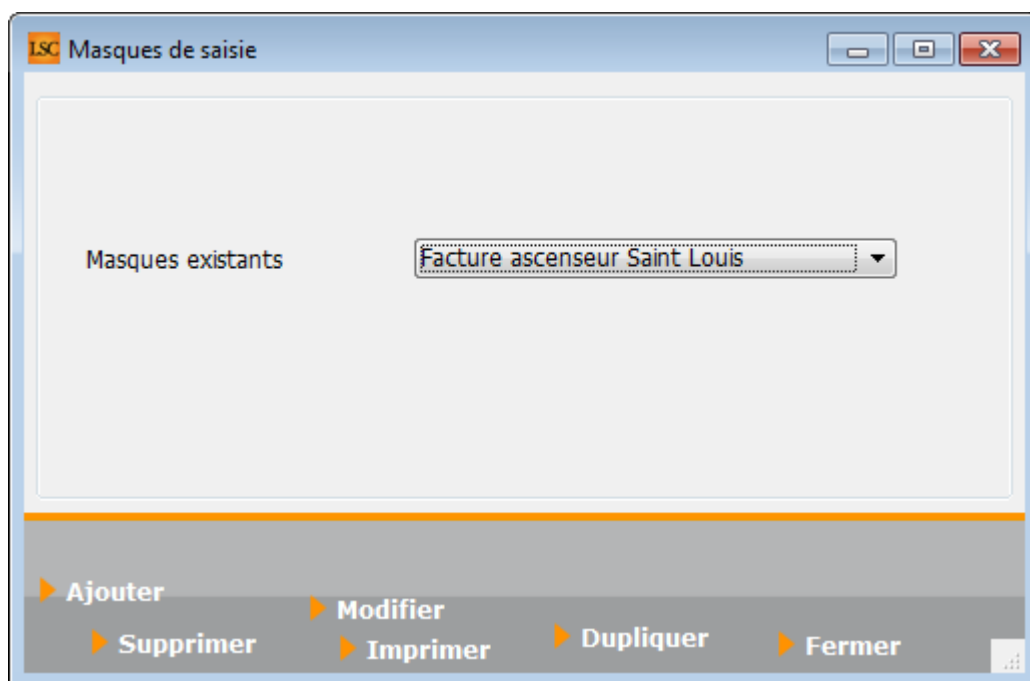 LSC Masques de saisie
Masques existants Facture ascenseur Saint Louis
Ajouter
Modifier
Supprimer
Imprimer
Dupliquer
Fermer